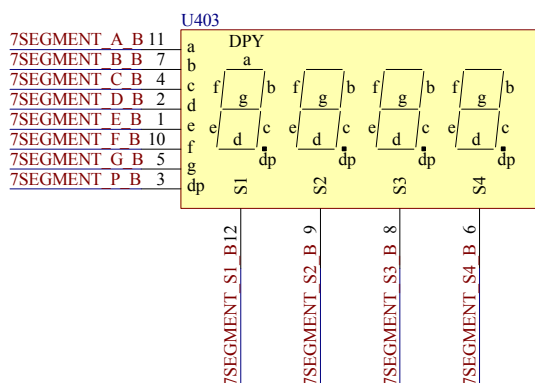 U403
7SEGMENT_A_B 11 a DPY
7SEGMENT_B_B 7 b a
7SEGMENT_C_B 4 c f b f b f b f b
7SEGMENT_D_B 2 d g g g g
7SEGMENT_E_B 1 e e c e c e c e c
7SEGMENT_F_B 10 f d d d d
7SEGMENT_G_B 5 g dp dp dp dp
7SEGMENT_P_B 3 dp S1 S2 S3 S4
7SEGMENT_S1_B 12
7SEGMENT_S2_B 9
7SEGMENT_S3_B 8
7SEGMENT_S4_B 6